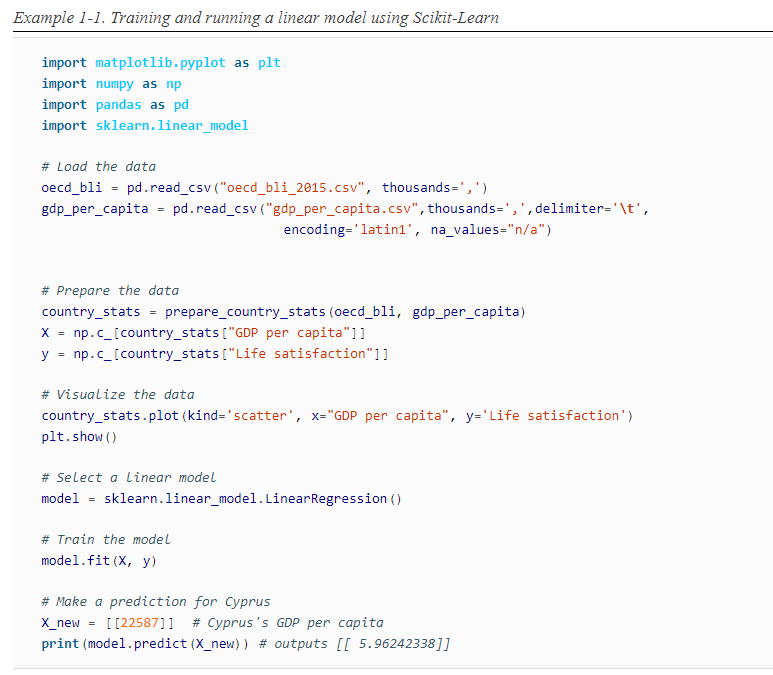 Example 1-1. Training and running a linear model using Scikit-Learn
import matplotlib.pyplot as plt
import numpy as np
import pandas as pd
import sklearn.linear_model
# Load the data
oecd_bli = pd.read_csv("oecd_bli_2015.csv", thousands=',')
gdp_per_capita = pd.read_csv("gdp_per_capita.csv",thousands=',',delimiter='\t',
encoding='latin1', na_values="n/a")
# Prepare the data
country_stats = prepare_country_stats(oecd_bli, gdp_per_capita)
X = np.c_[country_stats["GDP per capita"]]
y = np.c_[country_stats["Life satisfaction"]]
# Visualize the data
country_stats.plot(kind='scatter', x="GDP per capita", y='Life satisfaction')
plt.show()
# Select a linear model
model = sklearn.linear_model.LinearRegression()
# Train the model
model.fit(X, y)
# Make a prediction for Cyprus
X_new = [[22587]]  # Cyprus's GDP per capita
print(model.predict(X_new)) # outputs [[ 5.96242338]]